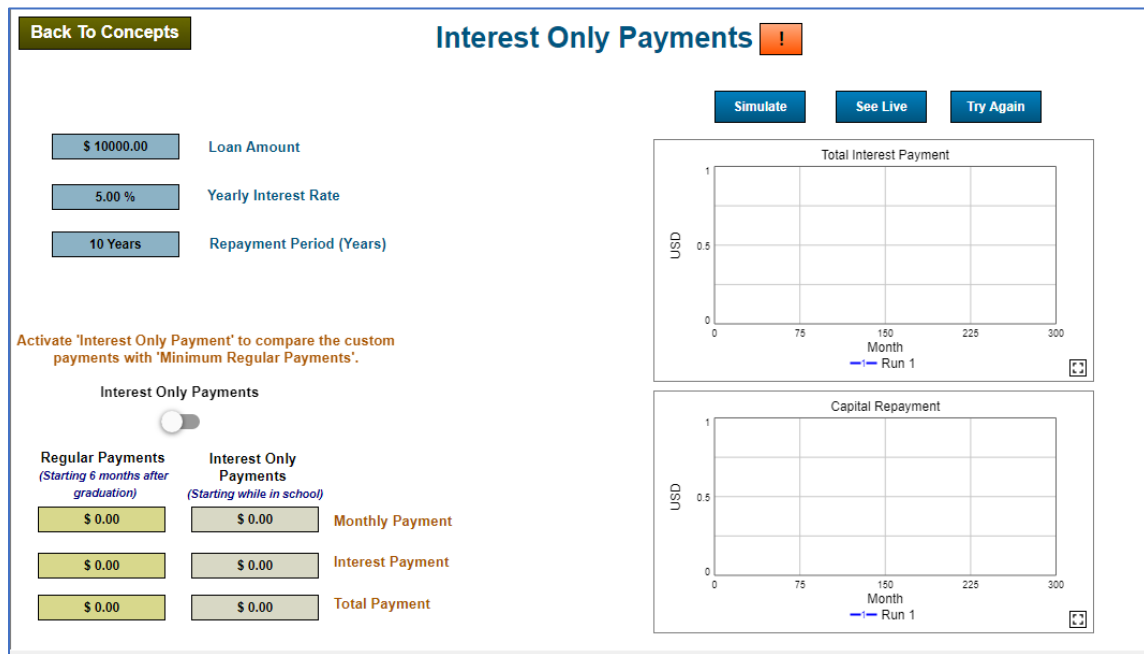 Back To Concepts
Interest Only Payments !
Simulate
See Live
Try Again
$ 10000.00
Loan Amount
5.00 %
Yearly Interest Rate
10 Years
Repayment Period (Years)
Activate 'Interest Only Payment' to compare the custom
payments with 'Minimum Regular Payments'.
Interest Only Payments
Regular Payments
(Starting 6 months after
graduation)
Interest Only
Payments
(Starting while in school)
$ 0.00
$ 0.00
Monthly Payment
$ 0.00
$ 0.00
Interest Payment
$ 0.00
$ 0.00
Total Payment
Total Interest Payment
1
USD
0.5
0
0
75
150
225
300
Month
1 Run 1
Capital Repayment
1
USD
0.5
0
0
75
150
225
300
Month
1 Run 1